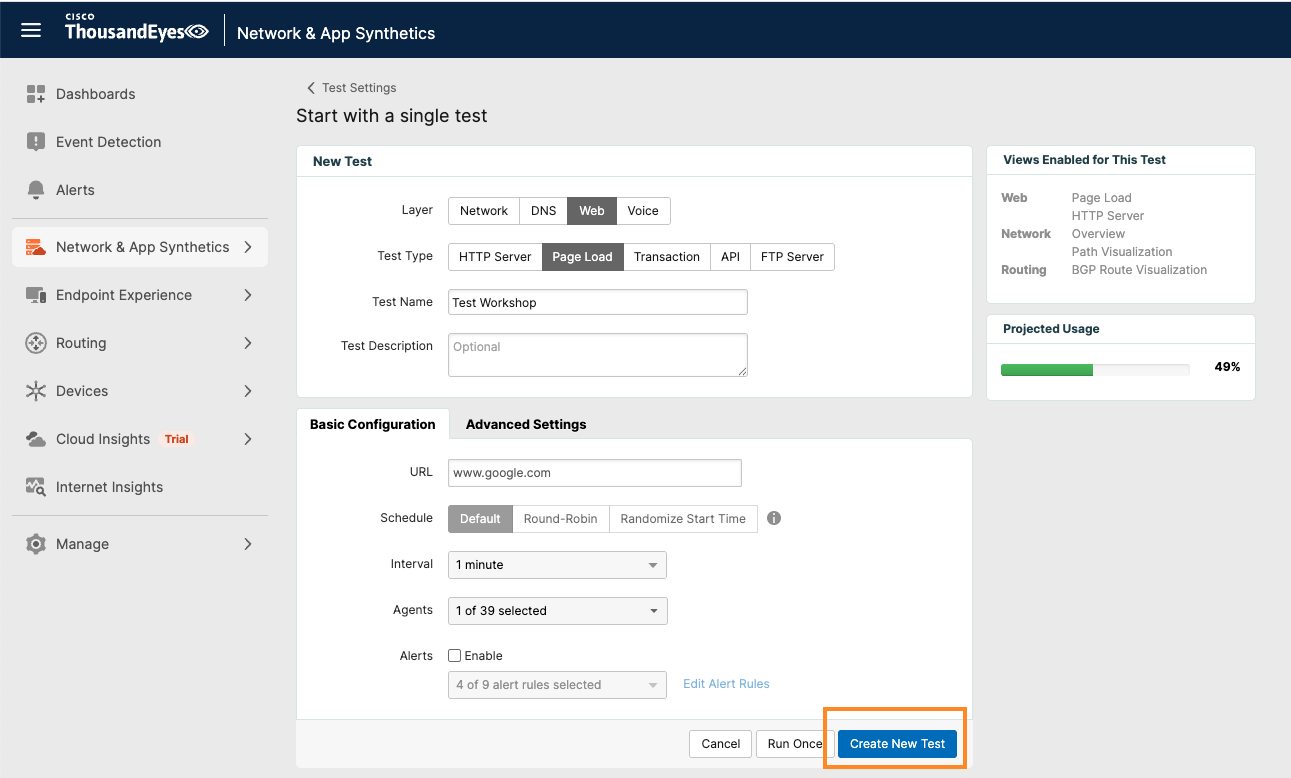 CISCO
ThousandEyes
Network & App Synthetics
Dashboards
Event Detection
Alerts
Network & App Synthetics
Endpoint Experience
Routing
Devices
Cloud Insights Trial
Internet Insights
Manage
Test Settings
Start with a single test
New Test
Layer Network DNS Web Voice
Test Type HTTP Server Page Load Transaction API FTP Server
Test Name Test Workshop
Test Description Optional
Basic Configuration Advanced Settings
URL www.google.com
Schedule Default Round-Robin Randomize Start Time
Interval 1 minute
Agents 1 of 39 selected
Alerts Enable
4 of 9 alert rules selected Edit Alert Rules
Cancel Run Once Create New Test
Views Enabled for This Test
Web Page Load
HTTP Server
Network Overview
Path Visualization
Routing BGP Route Visualization
Projected Usage
49%